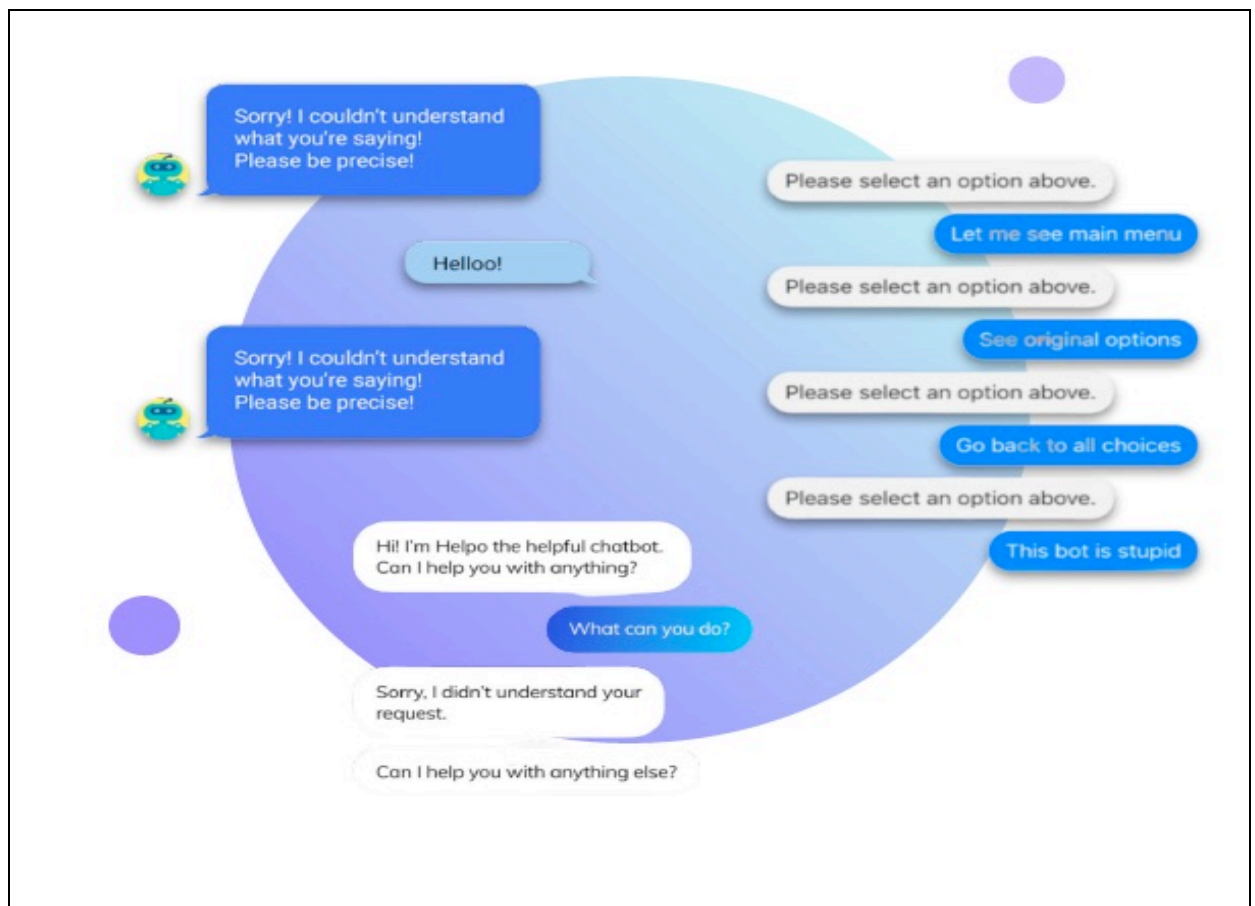 Sorry! I couldn't understand
what you're saying!
Please be precise!
Helloo!
Sorry! I couldn't understand
what you're saying!
Please be precise!
Please select an option above.
Let me see main menu
Please select an option above.
See original options
Please select an option above.
Go back to all choices
Please select an option above.
This bot is stupid
Hi! I'm Helpo the helpful chatbot.
Can I help you with anything?
What can you do?
Sorry, I didn't understand your
request.
Can I help you with anything else?